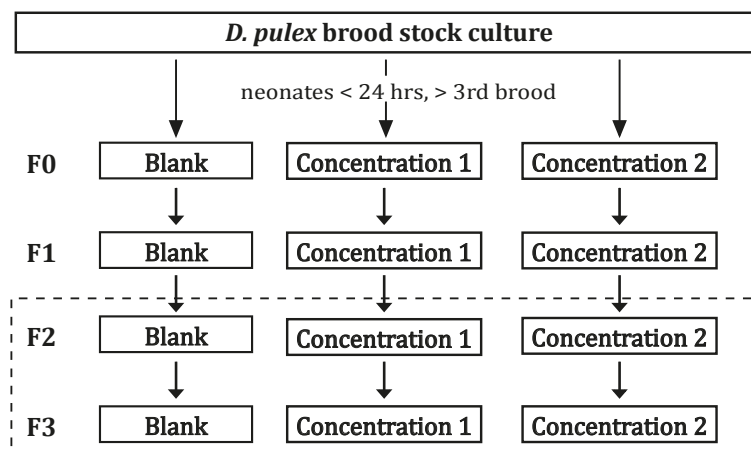 D. pulex brood stock culture
neonates < 24 hrs, > 3rd brood
F0 Blank Concentration 1 Concentration 2
F1 Blank Concentration 1 Concentration 2
F2 Blank Concentration 1 Concentration 2
F3 Blank Concentration 1 Concentration 2